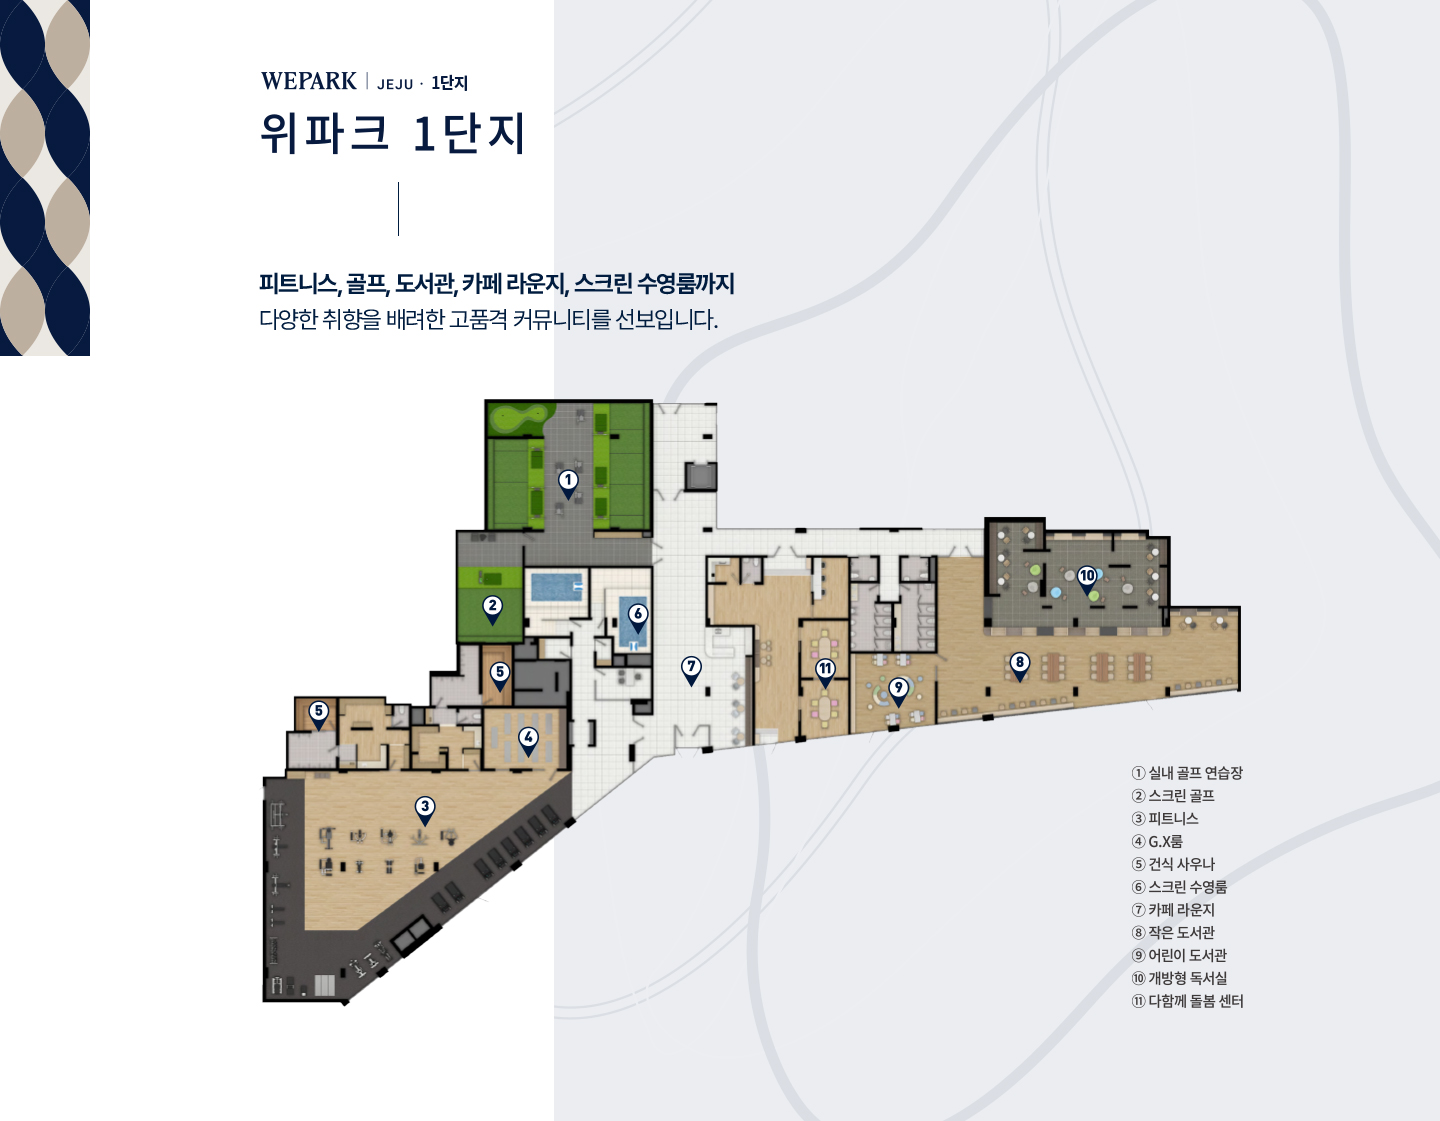 WEPARK | JEJU · 1단지
위파크 1단지
피트니스, 골프, 도서관, 카페 라운지, 스크린 수영룸까지
다양한 취향을 배려한 고품격 커뮤니티를 선보입니다.
1
2
6
5
7
11
9
8
10
5
4
3
① 실내 골프 연습장
② 스크린 골프
③ 피트니스
④ G.X룸
⑤ 건식 사우나
⑥ 스크린 수영룸
⑦ 카페 라운지
⑧ 작은 도서관
⑨ 어린이 도서관
⑩ 개방형 독서실
⑪ 다함께 돌봄 센터